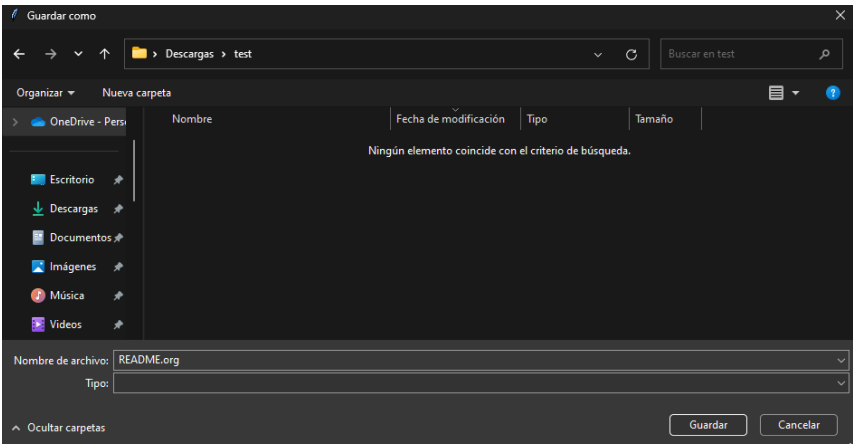 Guardar como
Descargas > test
Buscar en test
Organizar
Nueva carpeta
OneDrive - Perso
Nombre
Fecha de modificación
Tipo
Tamaño
Ningún elemento coincide con el criterio de búsqueda.
Escritorio
Descargas
Documentos
Imágenes
Música
Videos
Nombre de archivo: README.org
Tipo:
Ocultar carpetas
Guardar
Cancelar